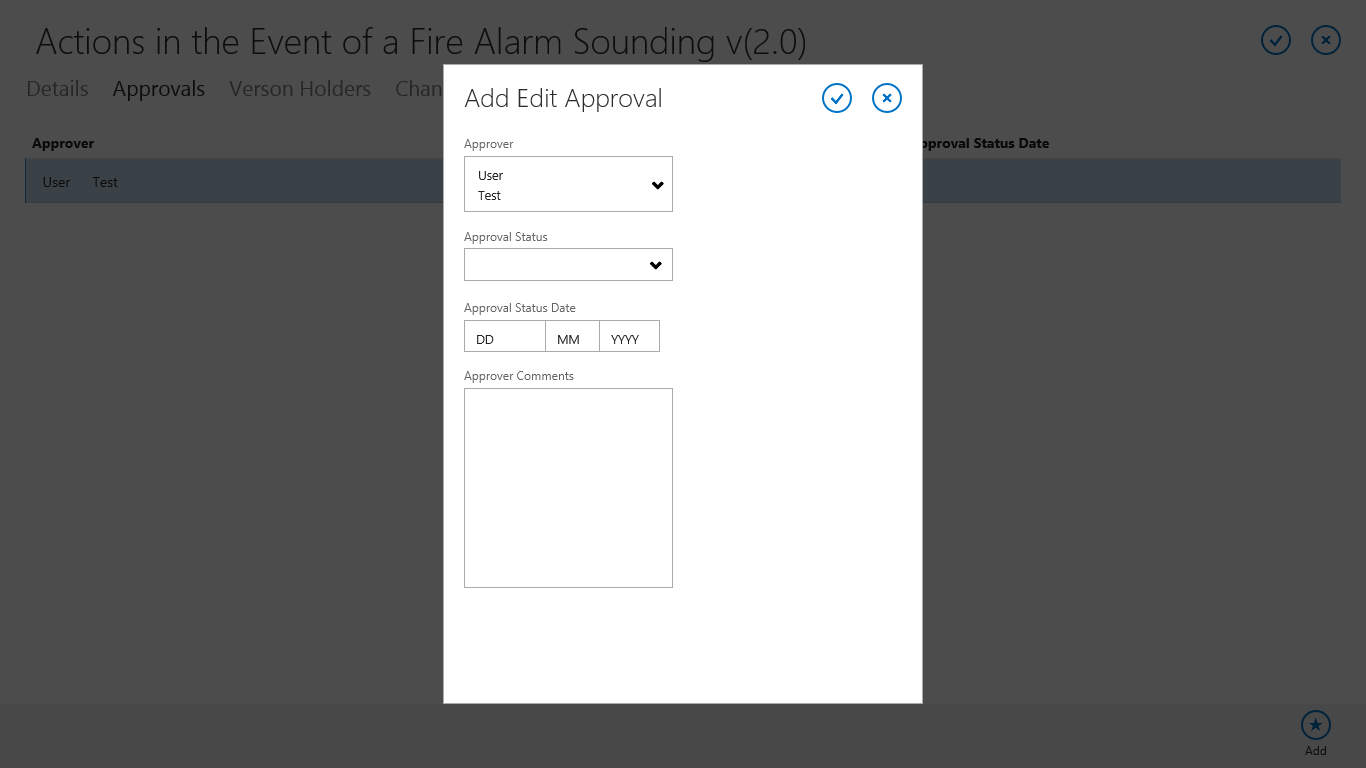 Actions in the Event of a Fire Alarm Sounding v(2.0)
Details Approvals Verson Holders Chan
Approver
pproval Status Date
User Test
Add Edit Approval
Approver
User
Test
Approval Status
Approval Status Date
DD MM YYYY
Approver Comments
Add